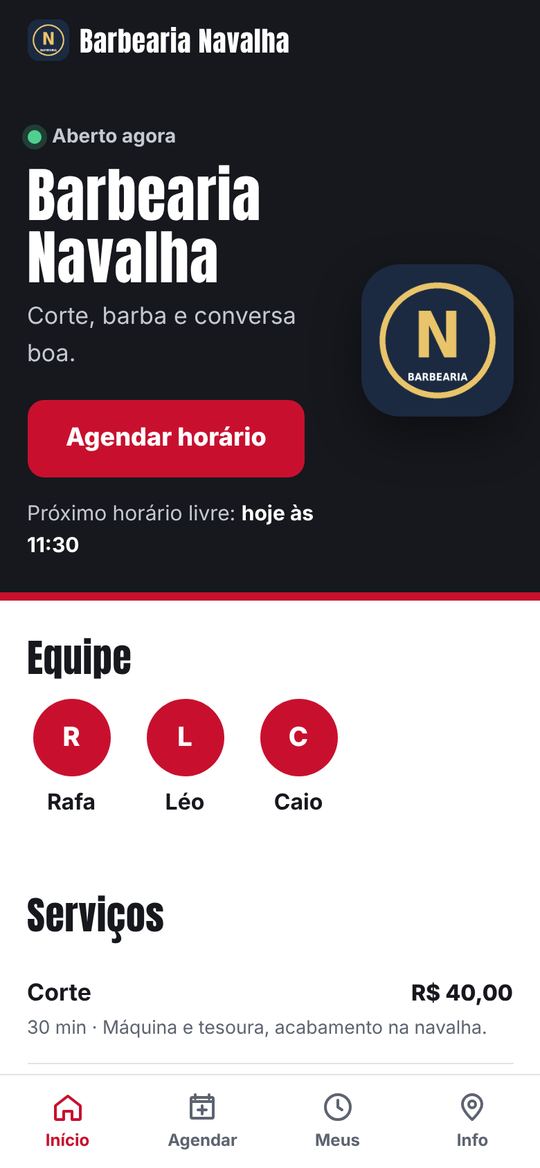 N
Barbearia Navalha
Aberto agora
Barbearia
Navalha
Corte, barba e conversa
boa.
N
BARBEARIA
Agendar horário
Próximo horário livre: hoje às
11:30
Equipe
R
L
C
Rafa
Léo
Caio
Serviços
Corte
R$ 40,00
30 min · Máquina e tesoura, acabamento na navalha.
Início
Agendar
Meus
Info